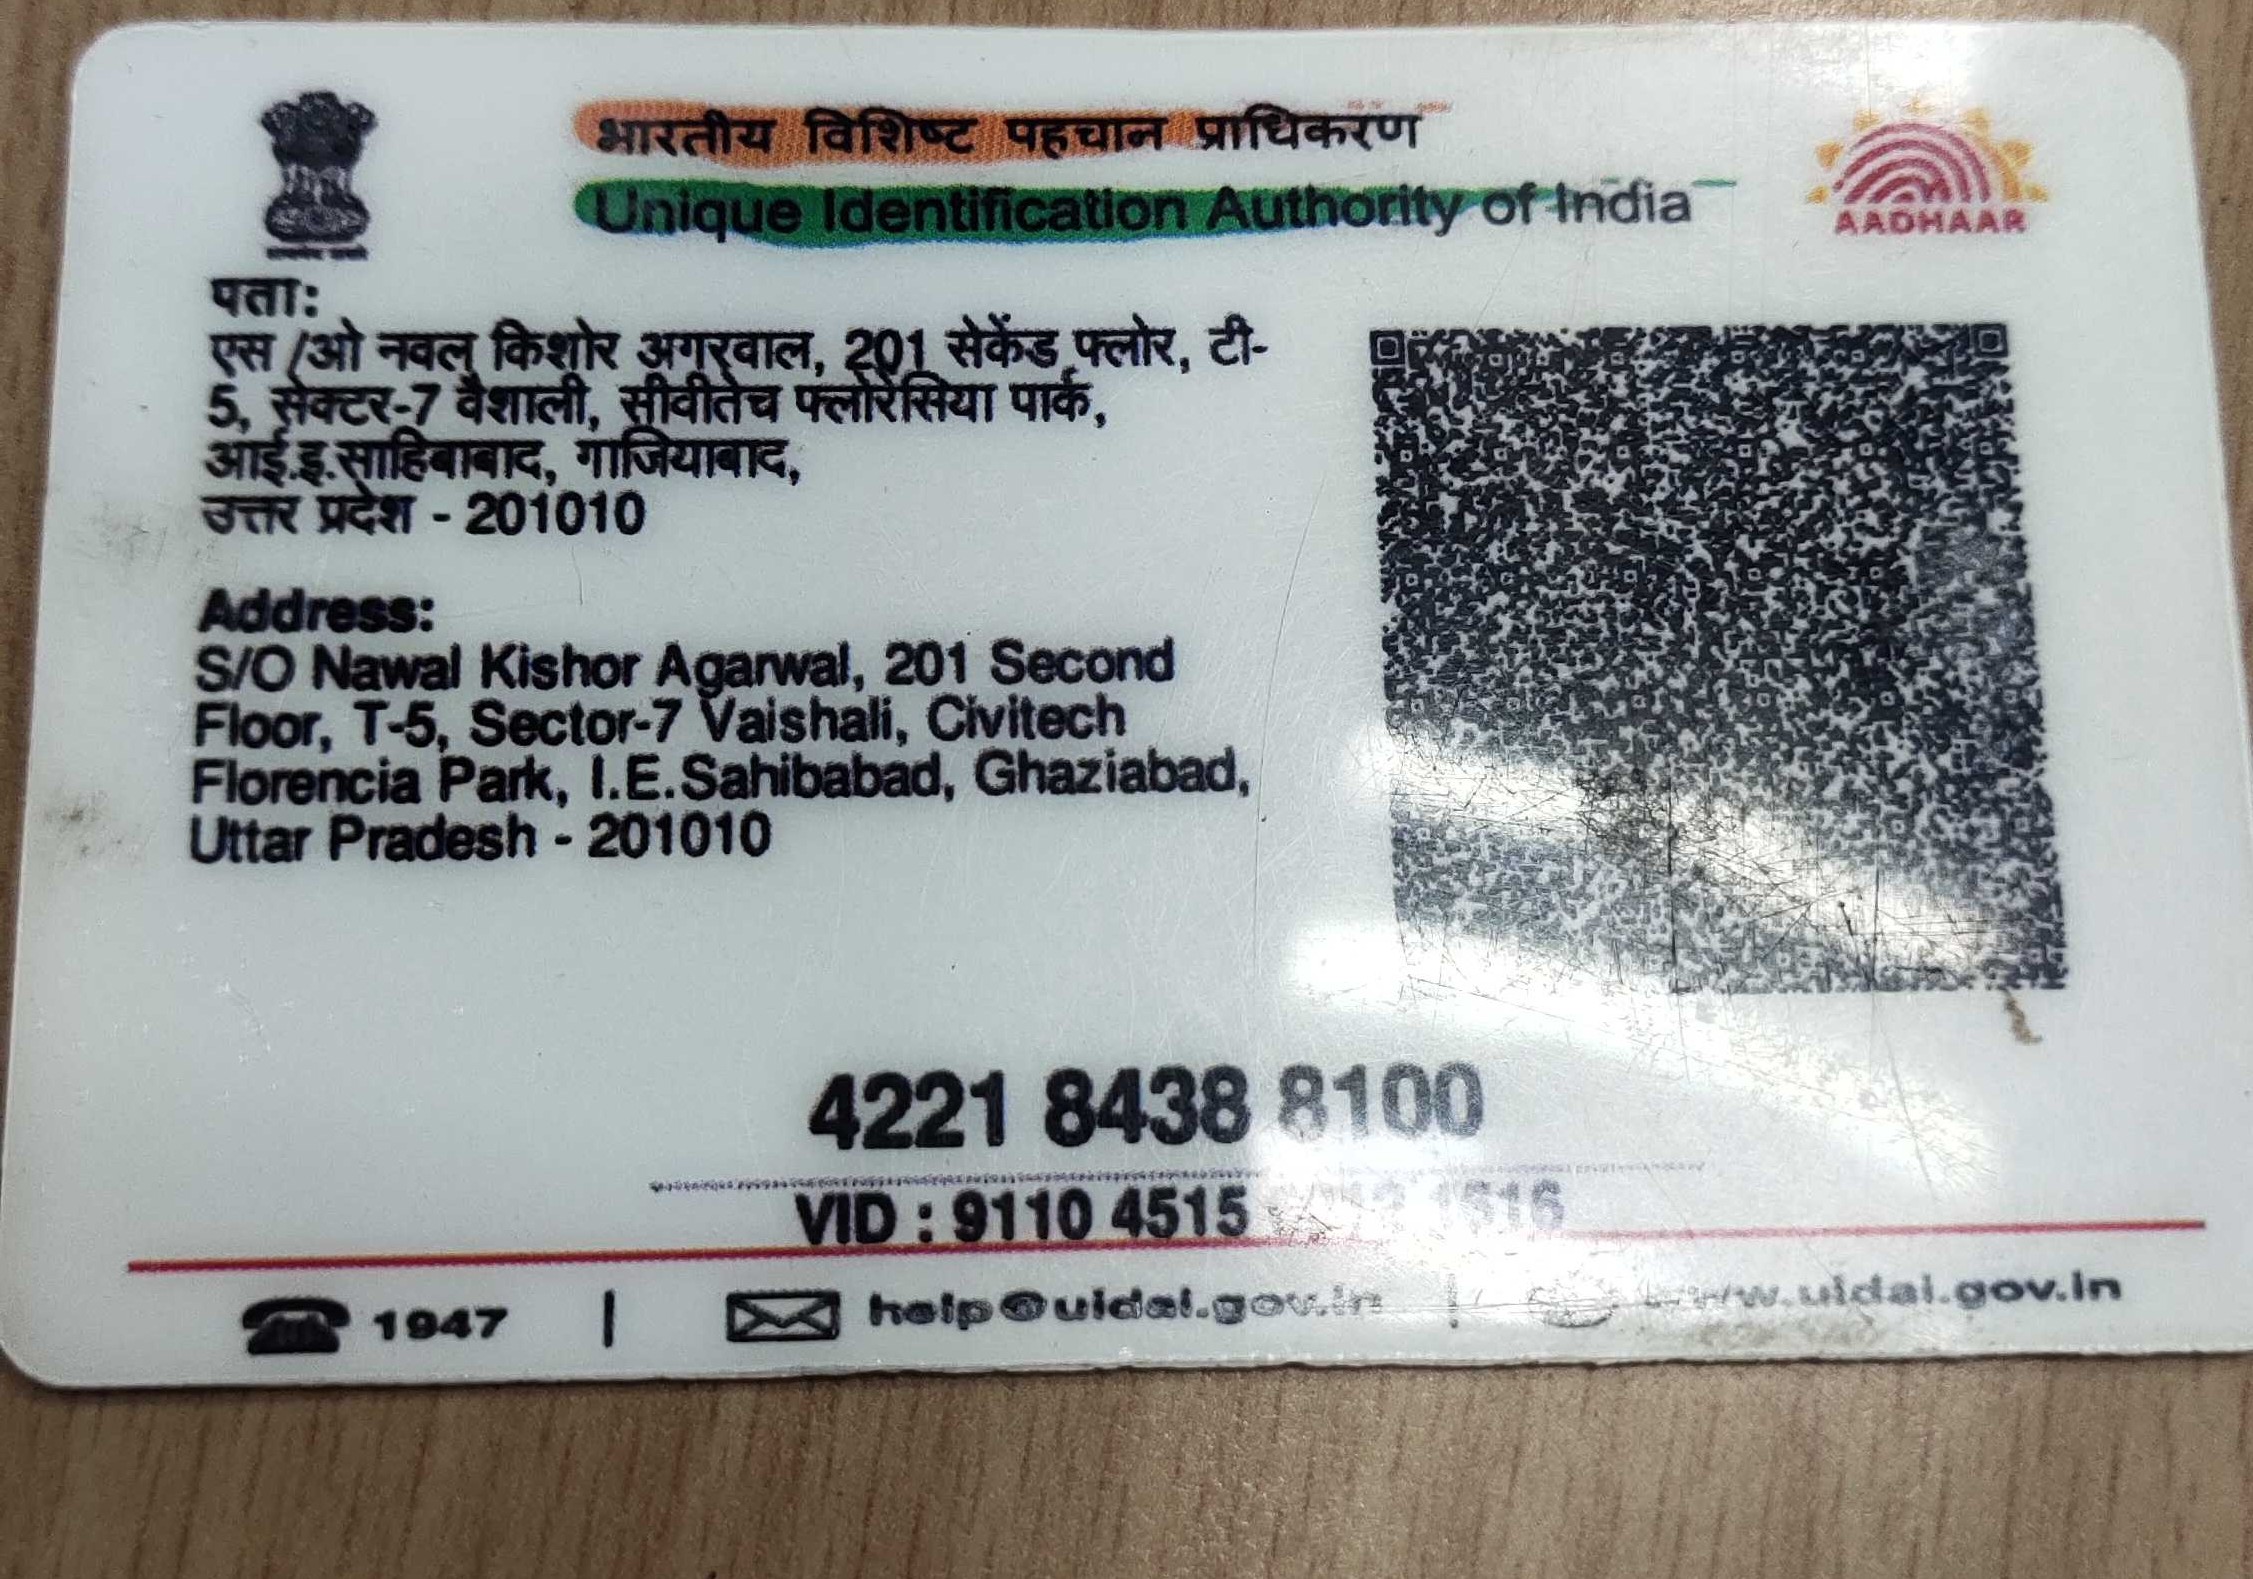 भारतीय विशिष्ट पहचान प्राधिकरण
Unique Identification Authority of India
AADHAAR
पता:
एस /ओ नवल किशोर अगरवाल, 201 सेकेंड फ्लोर, टी-
5, सेक्टर-7 वैशाली, सीवीतेच फ्लोरेंसिया पार्क,
आई.इ.साहिबाबाद, गाजियाबाद,
उत्तर प्रदेश - 201010
Address:
S/O Nawal Kishor Agarwal, 201 Second
Floor, T-5, Sector-7 Vaishali, Civitech
Florencia Park, I.E.Sahibabad, Ghaziabad,
Uttar Pradesh - 201010
4221 8438 8100
VID : 9110 4515 1516
1947 | help@uidai.gov.in | www.uidai.gov.in